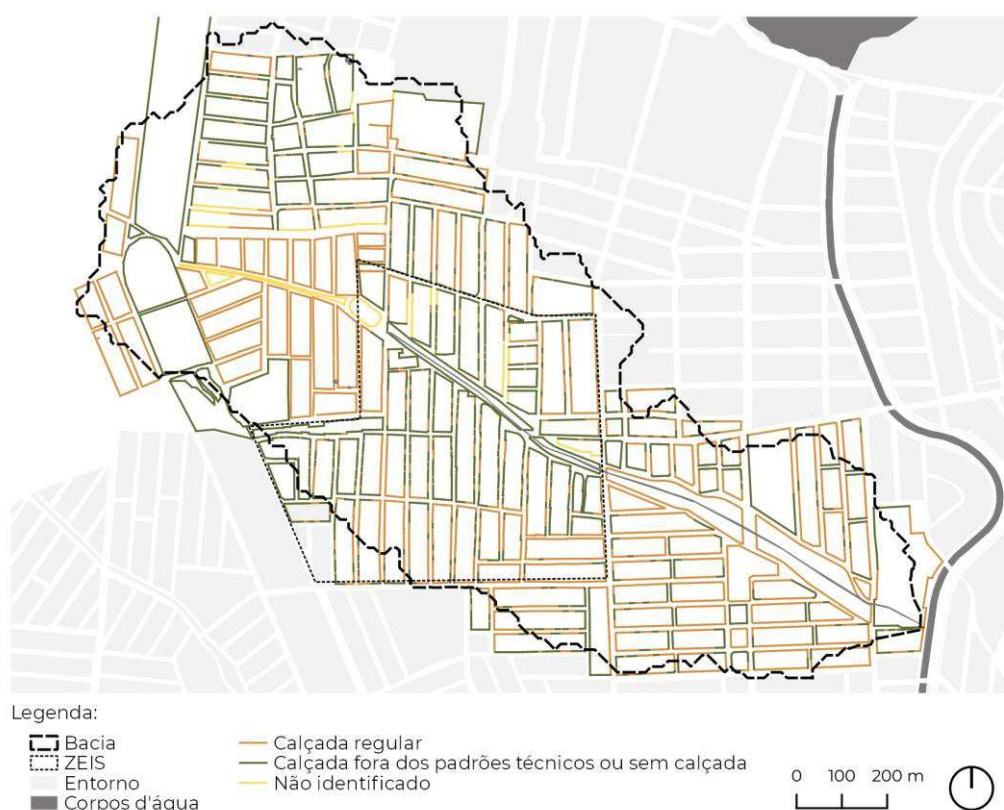 Legenda:
Bacia
ZEIS
Entorno
Corpos d'água
Calçada regular
Calçada fora dos padrões técnicos ou sem calçada
Não identificado
0 100 200 m